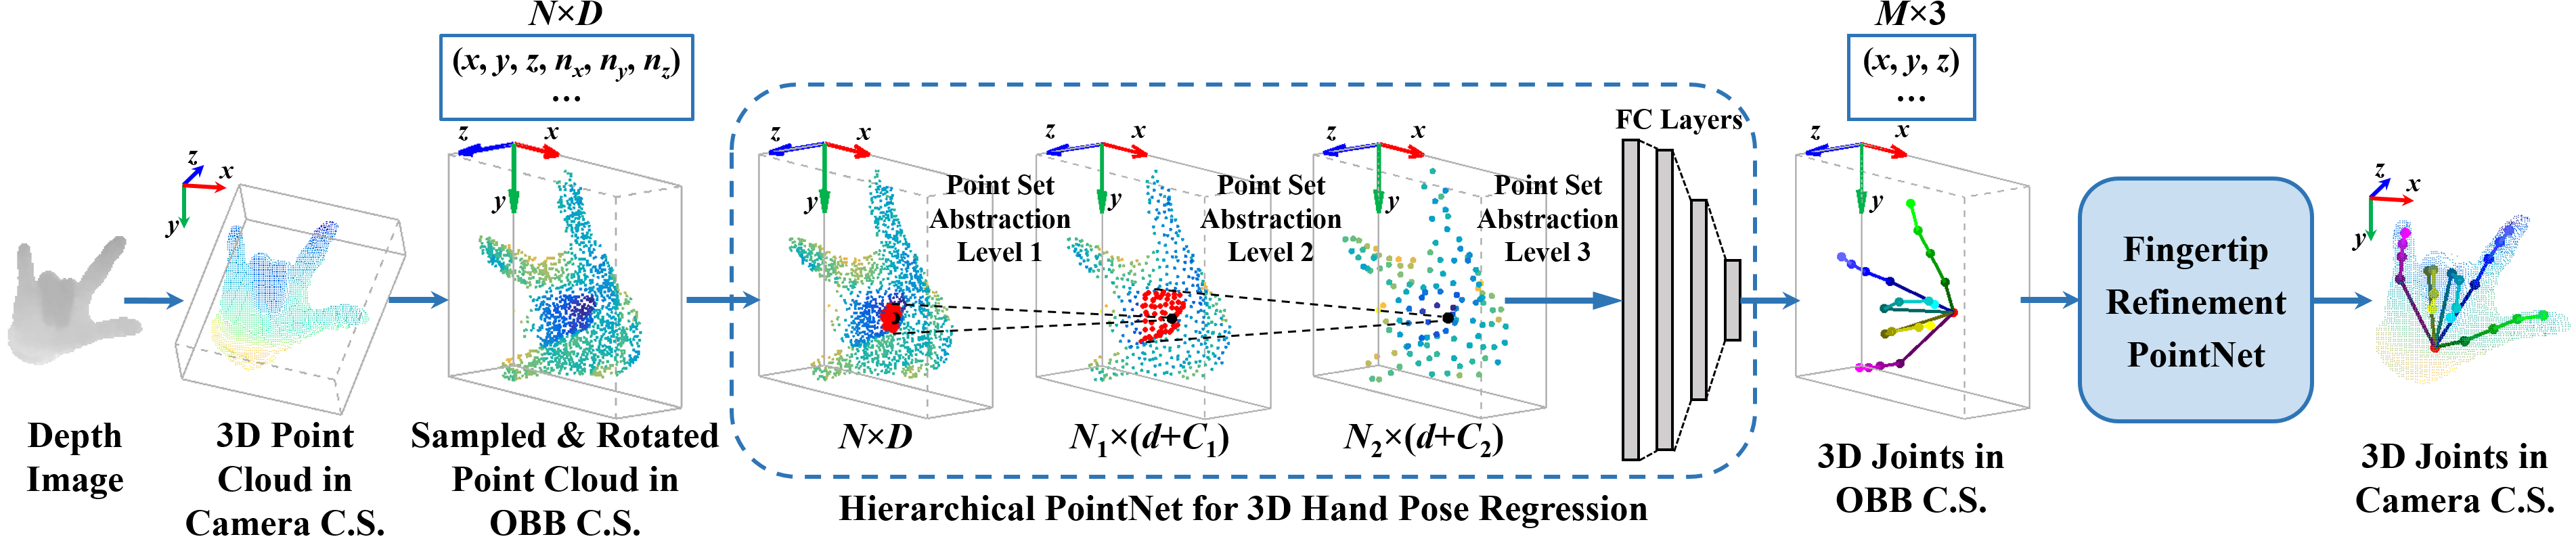 N×D
(x, y, z, nx, ny, nz)
...
M×3
(x, y, z)
...
z
x
y
z
x
y
z
x
y
z
x
y
z
x
y
z
x
y
z
x
y
Point Set
Abstraction
Level 1
Point Set
Abstraction
Level 2
Point Set
Abstraction
Level 3
FC Layers
Fingertip
Refinement
PointNet
Depth
Image
3D Point
Cloud in
Camera C.S.
Sampled & Rotated
Point Cloud in
OBB C.S.
N×D
N1×(d+C1)
N2×(d+C2)
Hierarchical PointNet for 3D Hand Pose Regression
3D Joints in
OBB C.S.
3D Joints in
Camera C.S.